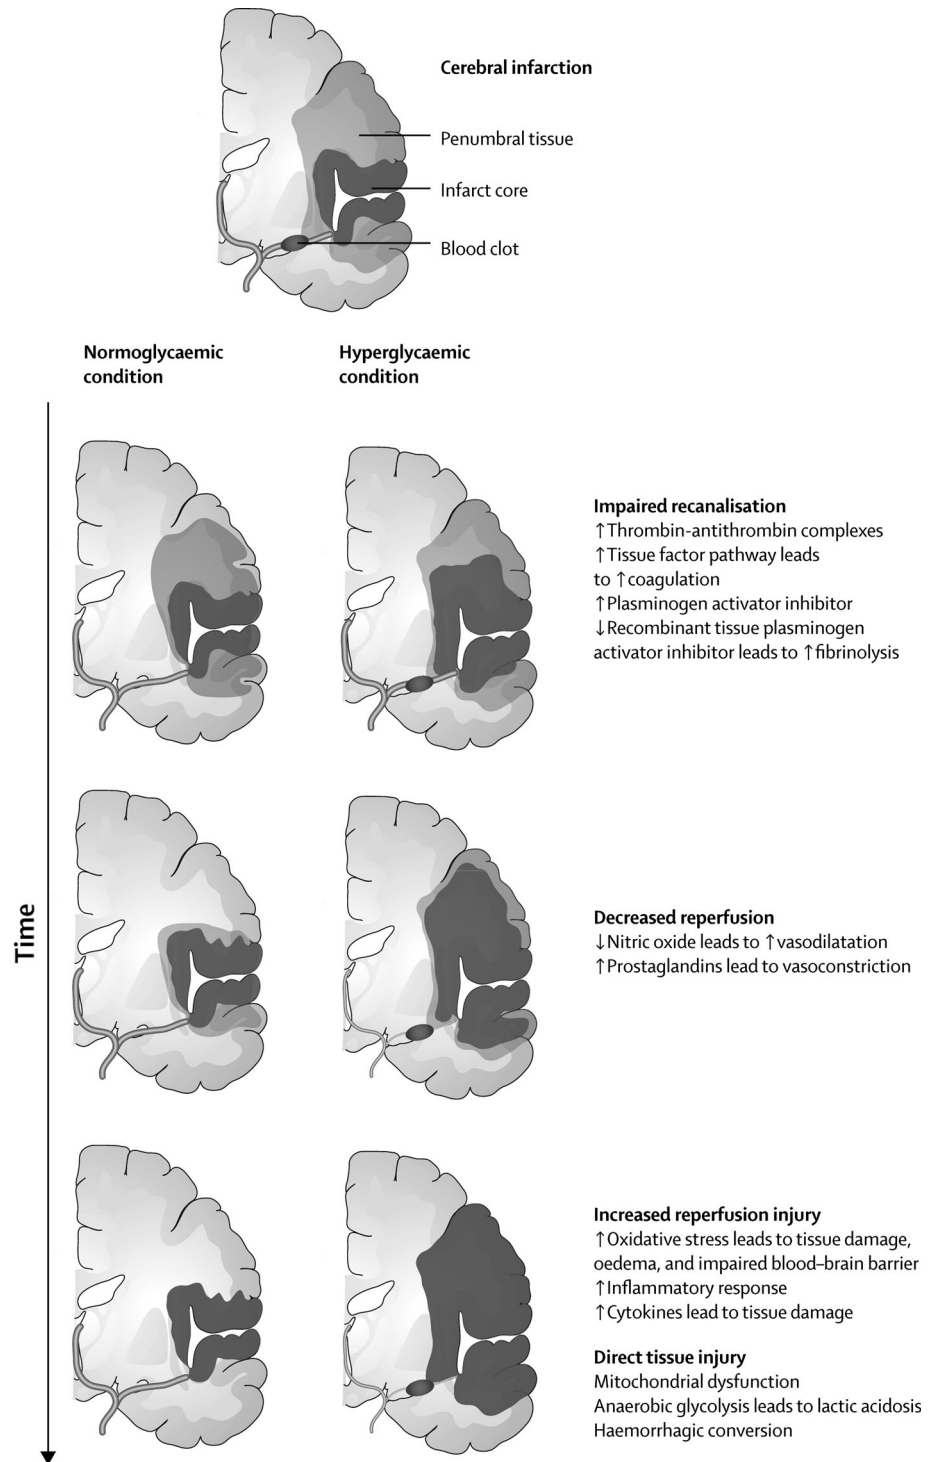 Cerebral infarction
Penumbral tissue
Infarct core
Blood clot
Normoglycaemic
condition
Hyperglycaemic
condition
Time
Impaired recanalisation
↑Thrombin-antithrombin complexes
↑Tissue factor pathway leads
to ↑coagulation
↑Plasminogen activator inhibitor
↓Recombinant tissue plasminogen
activator inhibitor leads to ↑fibrinolysis
Decreased reperfusion
↓Nitric oxide leads to ↑vasodilatation
↑Prostaglandins lead to vasoconstriction
Increased reperfusion injury
↑Oxidative stress leads to tissue damage,
oedema, and impaired blood–brain barrier
↑Inflammatory response
↑Cytokines lead to tissue damage
Direct tissue injury
Mitochondrial dysfunction
Anaerobic glycolysis leads to lactic acidosis
Haemorrhagic conversion